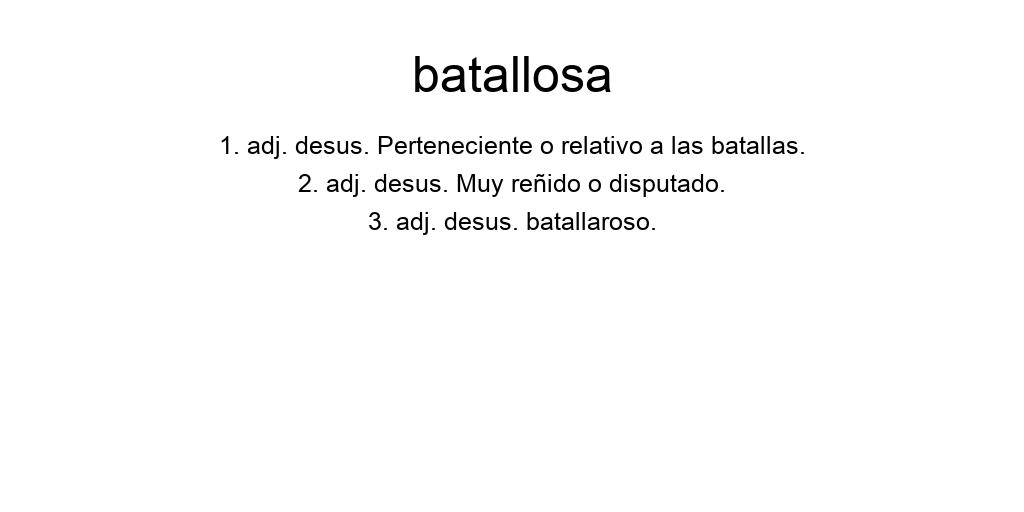 batallosa
1. adj. desus. Perteneciente o relativo a las batallas.
2. adj. desus. Muy reñido o disputado.
3. adj. desus. batallaroso.